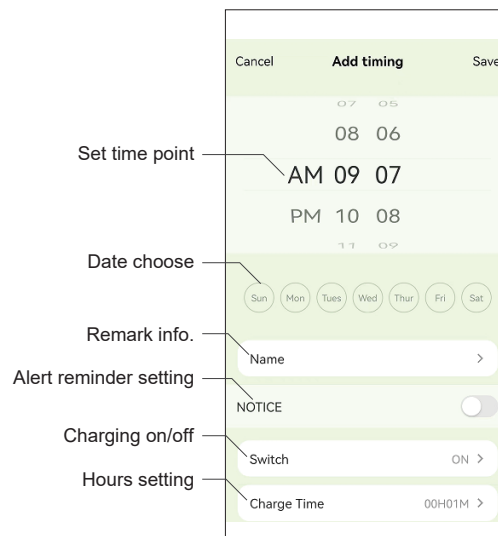 Cancel Add timing Save
07 05
08 06
Set time point
AM 09 07
PM 10 08
11 09
Date choose
Sun Mon Tues Wed Thur Fri Sat
Remark info.
Name
Alert reminder setting
NOTICE
Charging on/off
Switch ON
Hours setting
Charge Time 00H01M